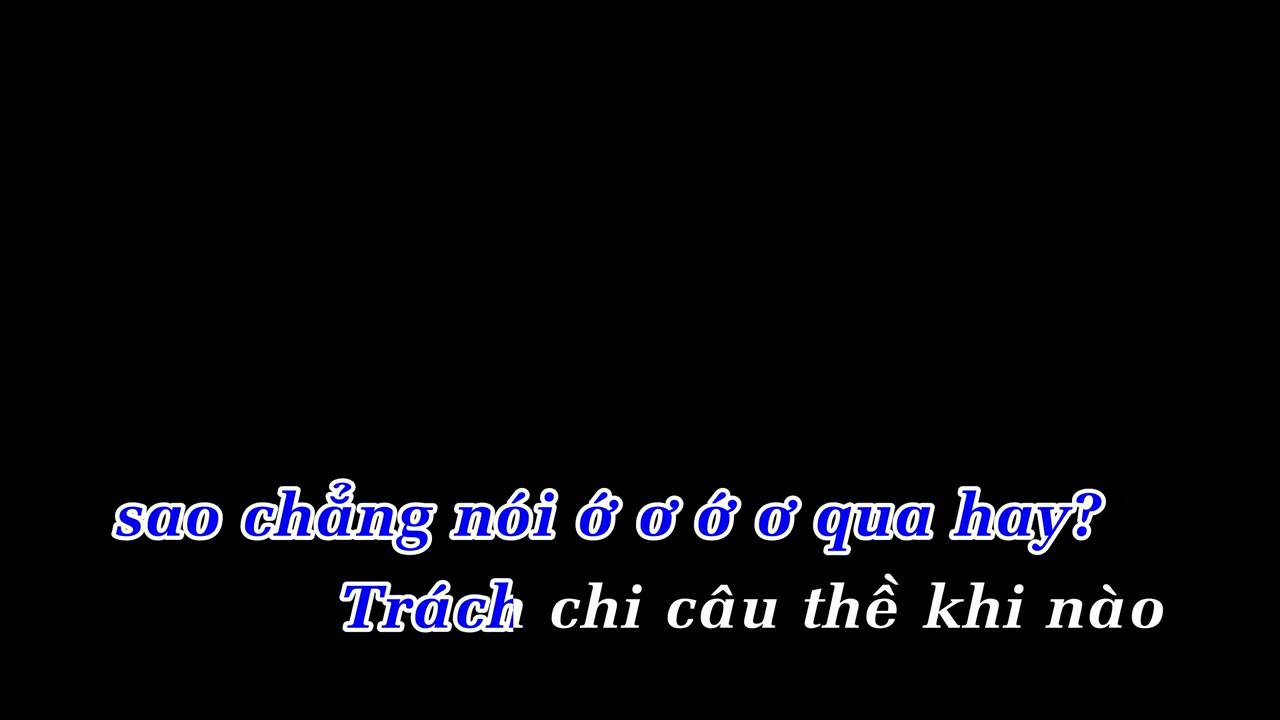 sao chẳng nói ớ ơ ớ ơ qua hay?
Trách chi câu thề khi nào